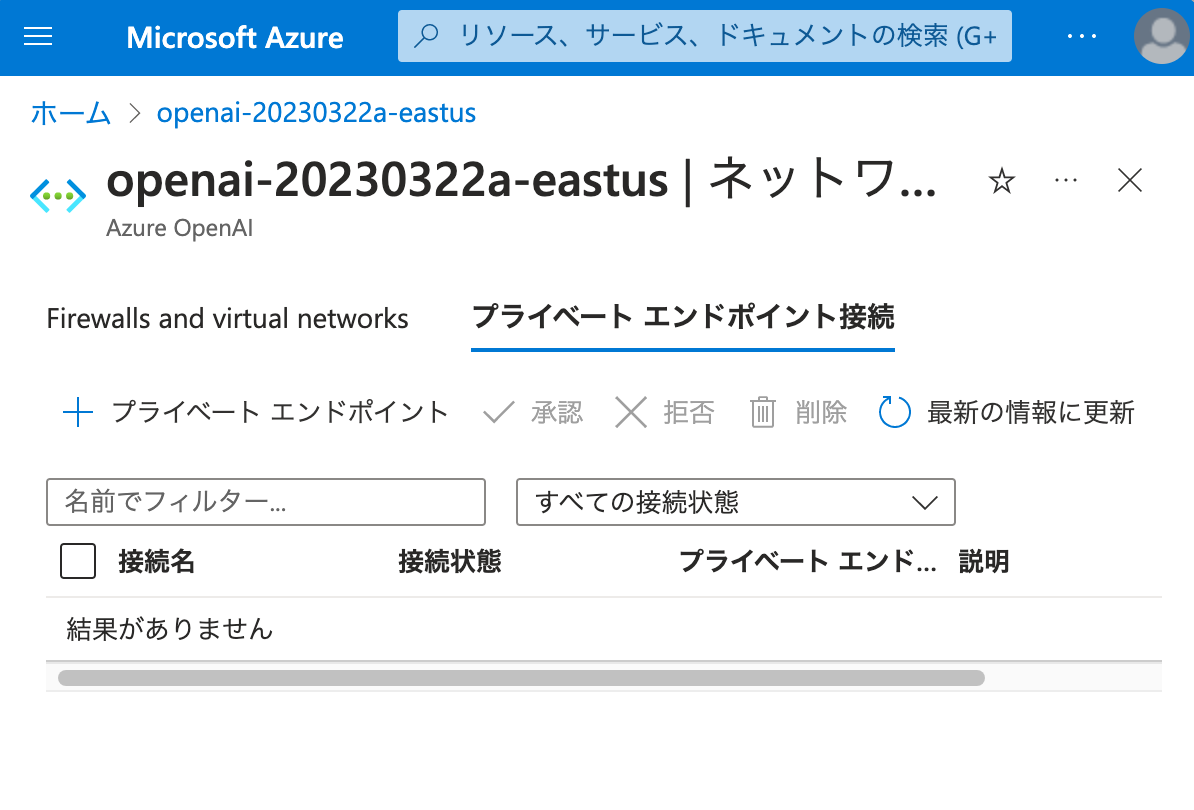 Microsoft Azure
リソース、サービス、ドキュメントの検索 (G+
ホーム > openai-20230322a-eastus
openai-20230322a-eastus | ネットワ...
Azure OpenAI
Firewalls and virtual networks プライベート エンドポイント接続
プライベート エンドポイント 承認 拒否 削除 最新の情報に更新
名前でフィルター... すべての接続状態
接続名 接続状態 プライベート エンド... 説明
結果がありません